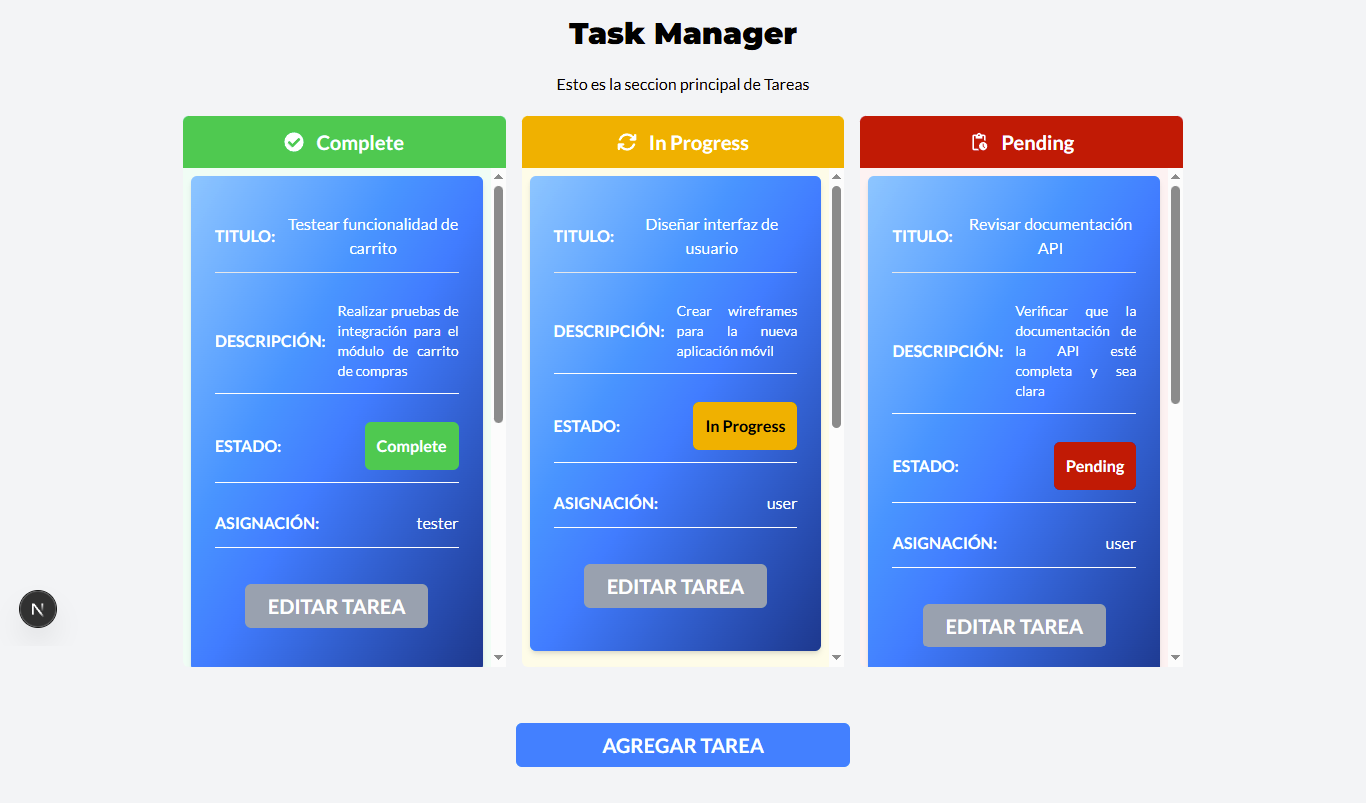 Task Manager
Esto es la seccion principal de Tareas
Complete
TITULO:
Testear funcionalidad de
carrito
DESCRIPCIÓN:
Realizar pruebas de
integración para el
módulo de carrito
de compras
ESTADO:
Complete
ASIGNACIÓN:
tester
EDITAR TAREA
In Progress
TITULO:
Diseñar interfaz de
usuario
DESCRIPCIÓN:
Crear wireframes
para la nueva
aplicación móvil
ESTADO:
In Progress
ASIGNACIÓN:
user
EDITAR TAREA
Pending
TITULO:
Revisar documentación
API
DESCRIPCIÓN:
Verificar que la
documentación de
la API esté
completa y sea
clara
ESTADO:
Pending
ASIGNACIÓN:
user
EDITAR TAREA
N
AGREGAR TAREA